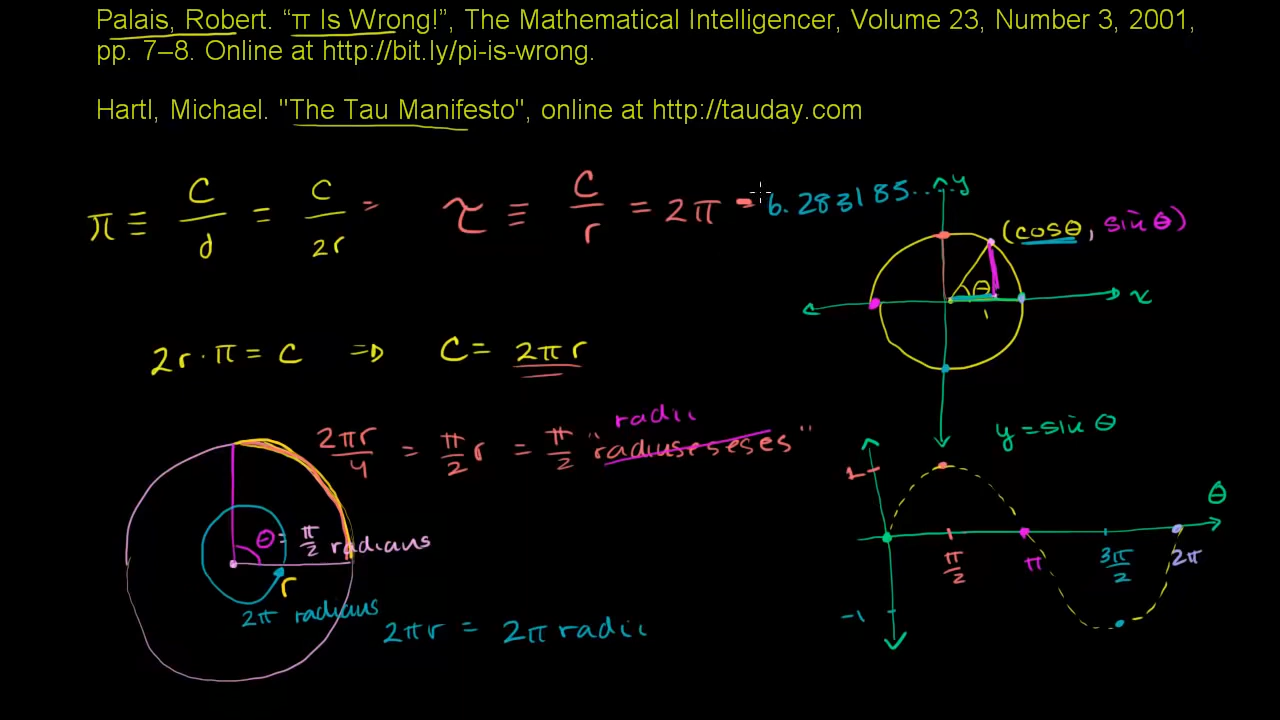 Palais, Robert. “π Is Wrong!”, The Mathematical Intelligencer, Volume 23, Number 3, 2001,
pp. 7–8. Online at http://bit.ly/pi-is-wrong.
Hartl, Michael. "The Tau Manifesto", online at http://tauday.com
π ≡ C/d = C/2r =
τ ≡ C/r = 2π = 6.283185...
y
(cosθ, sinθ)
θ
1
x
2r·π = C ⇒ C = 2πr
radii
2πr/4 = π/2 r = π/2 "radiuseseses"
y = sin θ
1
θ
θ = π/2 radians
r
2π radians
π/2
π
3π/2
2π
-1
2πr = 2π radii